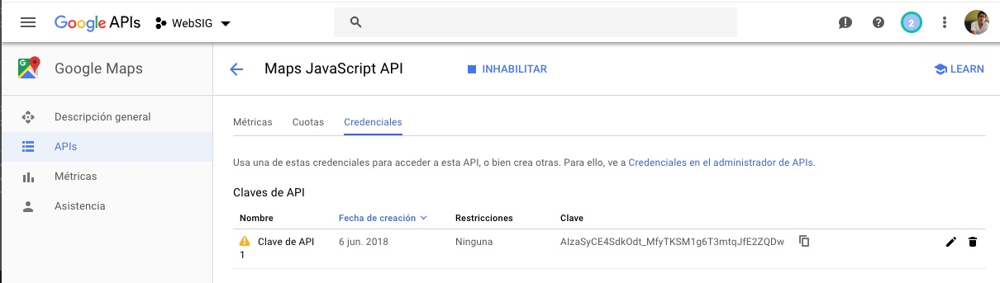 Google APIs WebSIG 2
Google Maps Maps JavaScript API INHABILITAR LEARN
Descripción general
APIs
Métricas
Asistencia
Métricas Cuotas Credenciales
Usa una de estas credenciales para acceder a esta API, o bien crea otras. Para ello, ve a Credenciales en el administrador de APIs.
Claves de API
Nombre Fecha de creación Restricciones Clave
Clave de API 6 jun. 2018 Ninguna AIzaSyCE4SdkOdt_MfyTKSM1g6T3mtqJfE2ZQDw
1